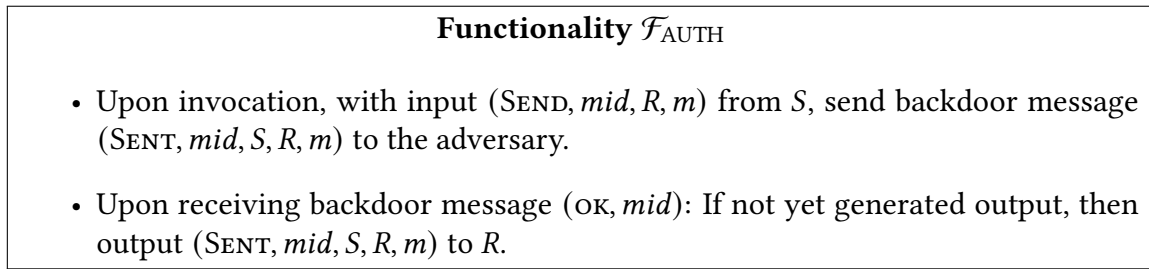 Functionality ℱAUTH
• Upon invocation, with input (Send, mid, R, m) from S, send backdoor message
(Sent, mid, S, R, m) to the adversary.
• Upon receiving backdoor message (ok, mid): If not yet generated output, then
output (Sent, mid, S, R, m) to R.